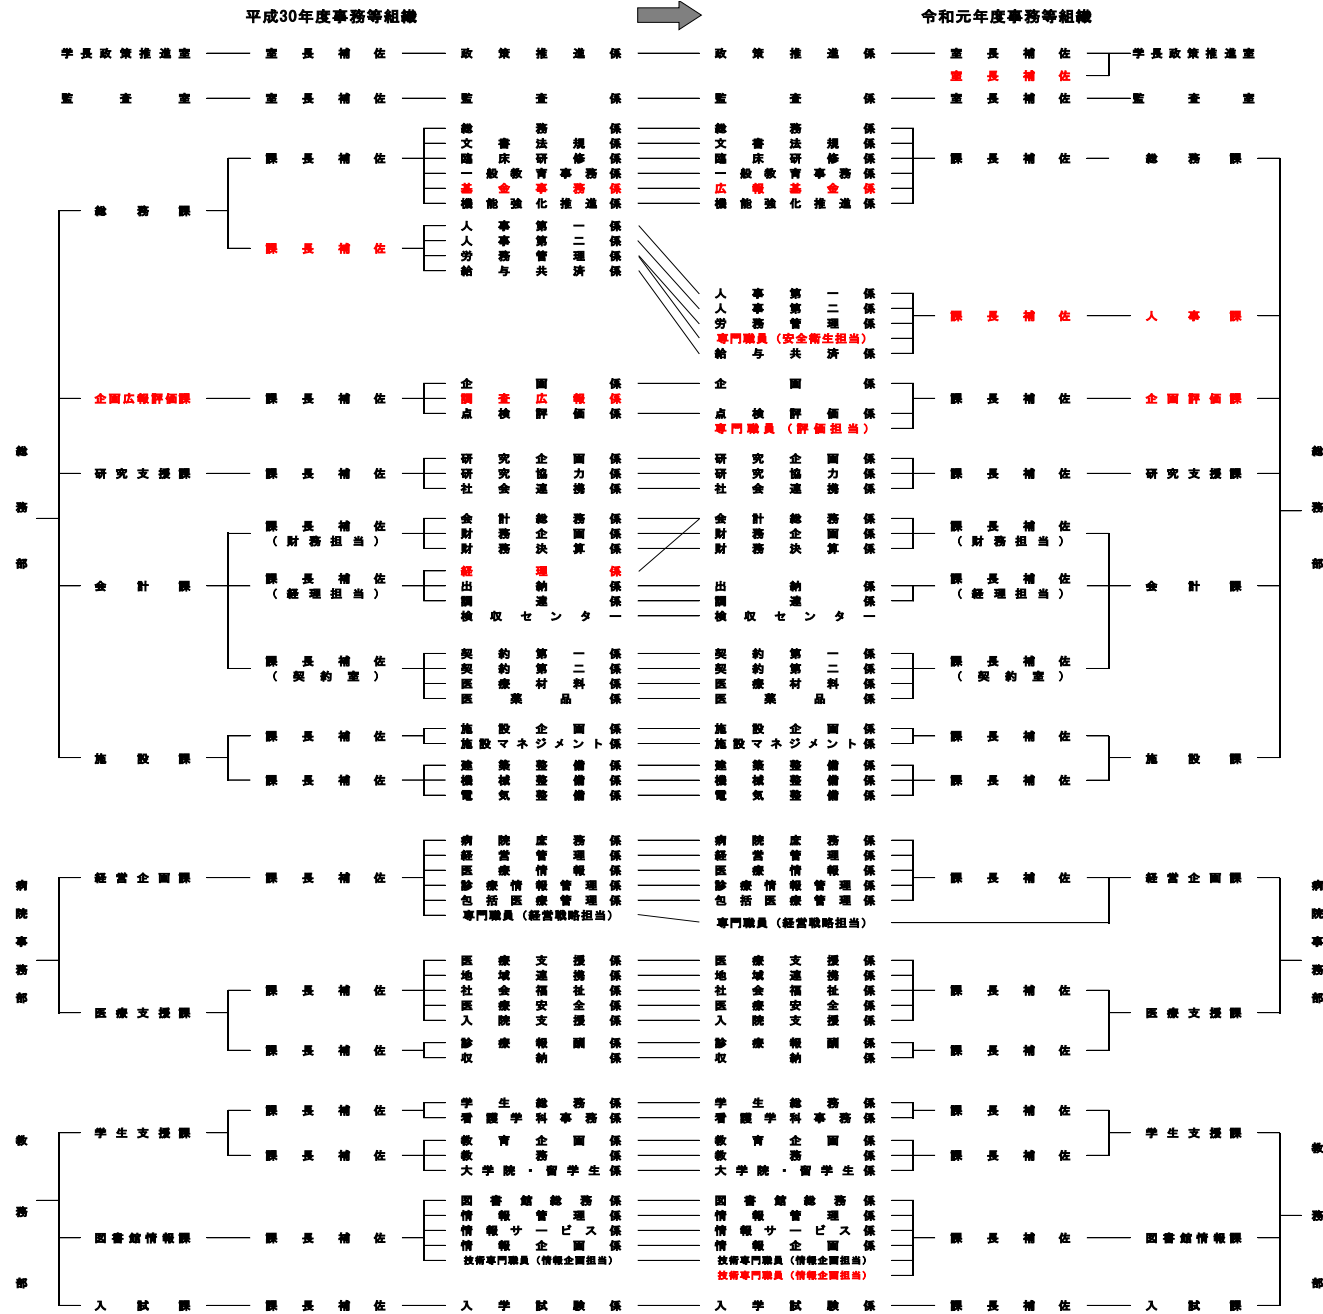 平成30年度事務等組織 令和元年度事務等組織
学長政策推進室 室長補佐 政策推進係 政策推進係 室長補佐 学長政策推進室
室長補佐
監査室 室長補佐 監査係 監査係 室長補佐 監査室
総務係 総務係
文書法規係 文書法規係
課長補佐 臨床研修係 臨床研修係 課長補佐 総務課
一般教育事務係 一般教育事務係
基金事務係 広報基金係
機能強化推進係 機能強化推進係
総務課
人事第一係
人事第二係
課長補佐 労務管理係
給与共済係
人事第一係
人事第二係
労務管理係 課長補佐 人事課
専門職員（安全衛生担当）
給与共済係
企画係 企画係
企画広報評価課 課長補佐 調査広報係 課長補佐 企画評価課
点検評価係 点検評価係
専門職員（評価担当）
総務部 総務部
研究企画係 研究企画係
研究支援課 課長補佐 研究協力係 研究協力係 課長補佐 研究支援課
社会連携係 社会連携係
会計総務係 会計総務係
課長補佐（財務担当） 財務企画係 財務企画係 課長補佐（財務担当）
財務決算係 財務決算係
経理係
会計課 課長補佐（経理担当） 出納係 出納係 課長補佐（経理担当） 会計課
調達係 調達係
検収センター 検収センター
契約第一係 契約第一係
課長補佐（契約室） 契約第二係 契約第二係 課長補佐（契約室）
医療材料係 医療材料係
医薬品係 医薬品係
施設企画係 施設企画係
課長補佐 施設マネジメント係 施設マネジメント係 課長補佐
施設課 建築整備係 建築整備係 施設課
課長補佐 機械整備係 機械整備係 課長補佐
電気整備係 電気整備係
病院庶務係 病院庶務係
経営管理係 経営管理係
医療情報係 医療情報係
経営企画課 課長補佐 診療情報管理係 診療情報管理係 課長補佐 経営企画課
包括医療管理係 包括医療管理係
専門職員（経営戦略担当） 専門職員（経営戦略担当）
病院事務部 病院事務部
医療支援係 医療支援係
地域連携係 地域連携係
課長補佐 社会福祉係 社会福祉係 課長補佐
医療安全係 医療安全係
医療支援課 入院支援係 入院支援係 医療支援課
課長補佐 診療報酬係 診療報酬係 課長補佐
収納係 収納係
学生総務係 学生総務係
課長補佐 看護学科事務係 看護学科事務係 課長補佐
学生支援課 教育企画係 教育企画係 学生支援課
課長補佐 教務係 教務係 課長補佐
大学院・留学生係 大学院・留学生係
教務部 教務部
図書館総務係 図書館総務係
情報管理係 情報管理係
情報サービス係 情報サービス係
図書館情報課 課長補佐 情報企画係 情報企画係 課長補佐 図書館情報課
技術専門職員（情報企画担当） 技術専門職員（情報企画担当）
技術専門職員（情報企画担当）
入試課 課長補佐 入学試験係 入学試験係 課長補佐 入試課